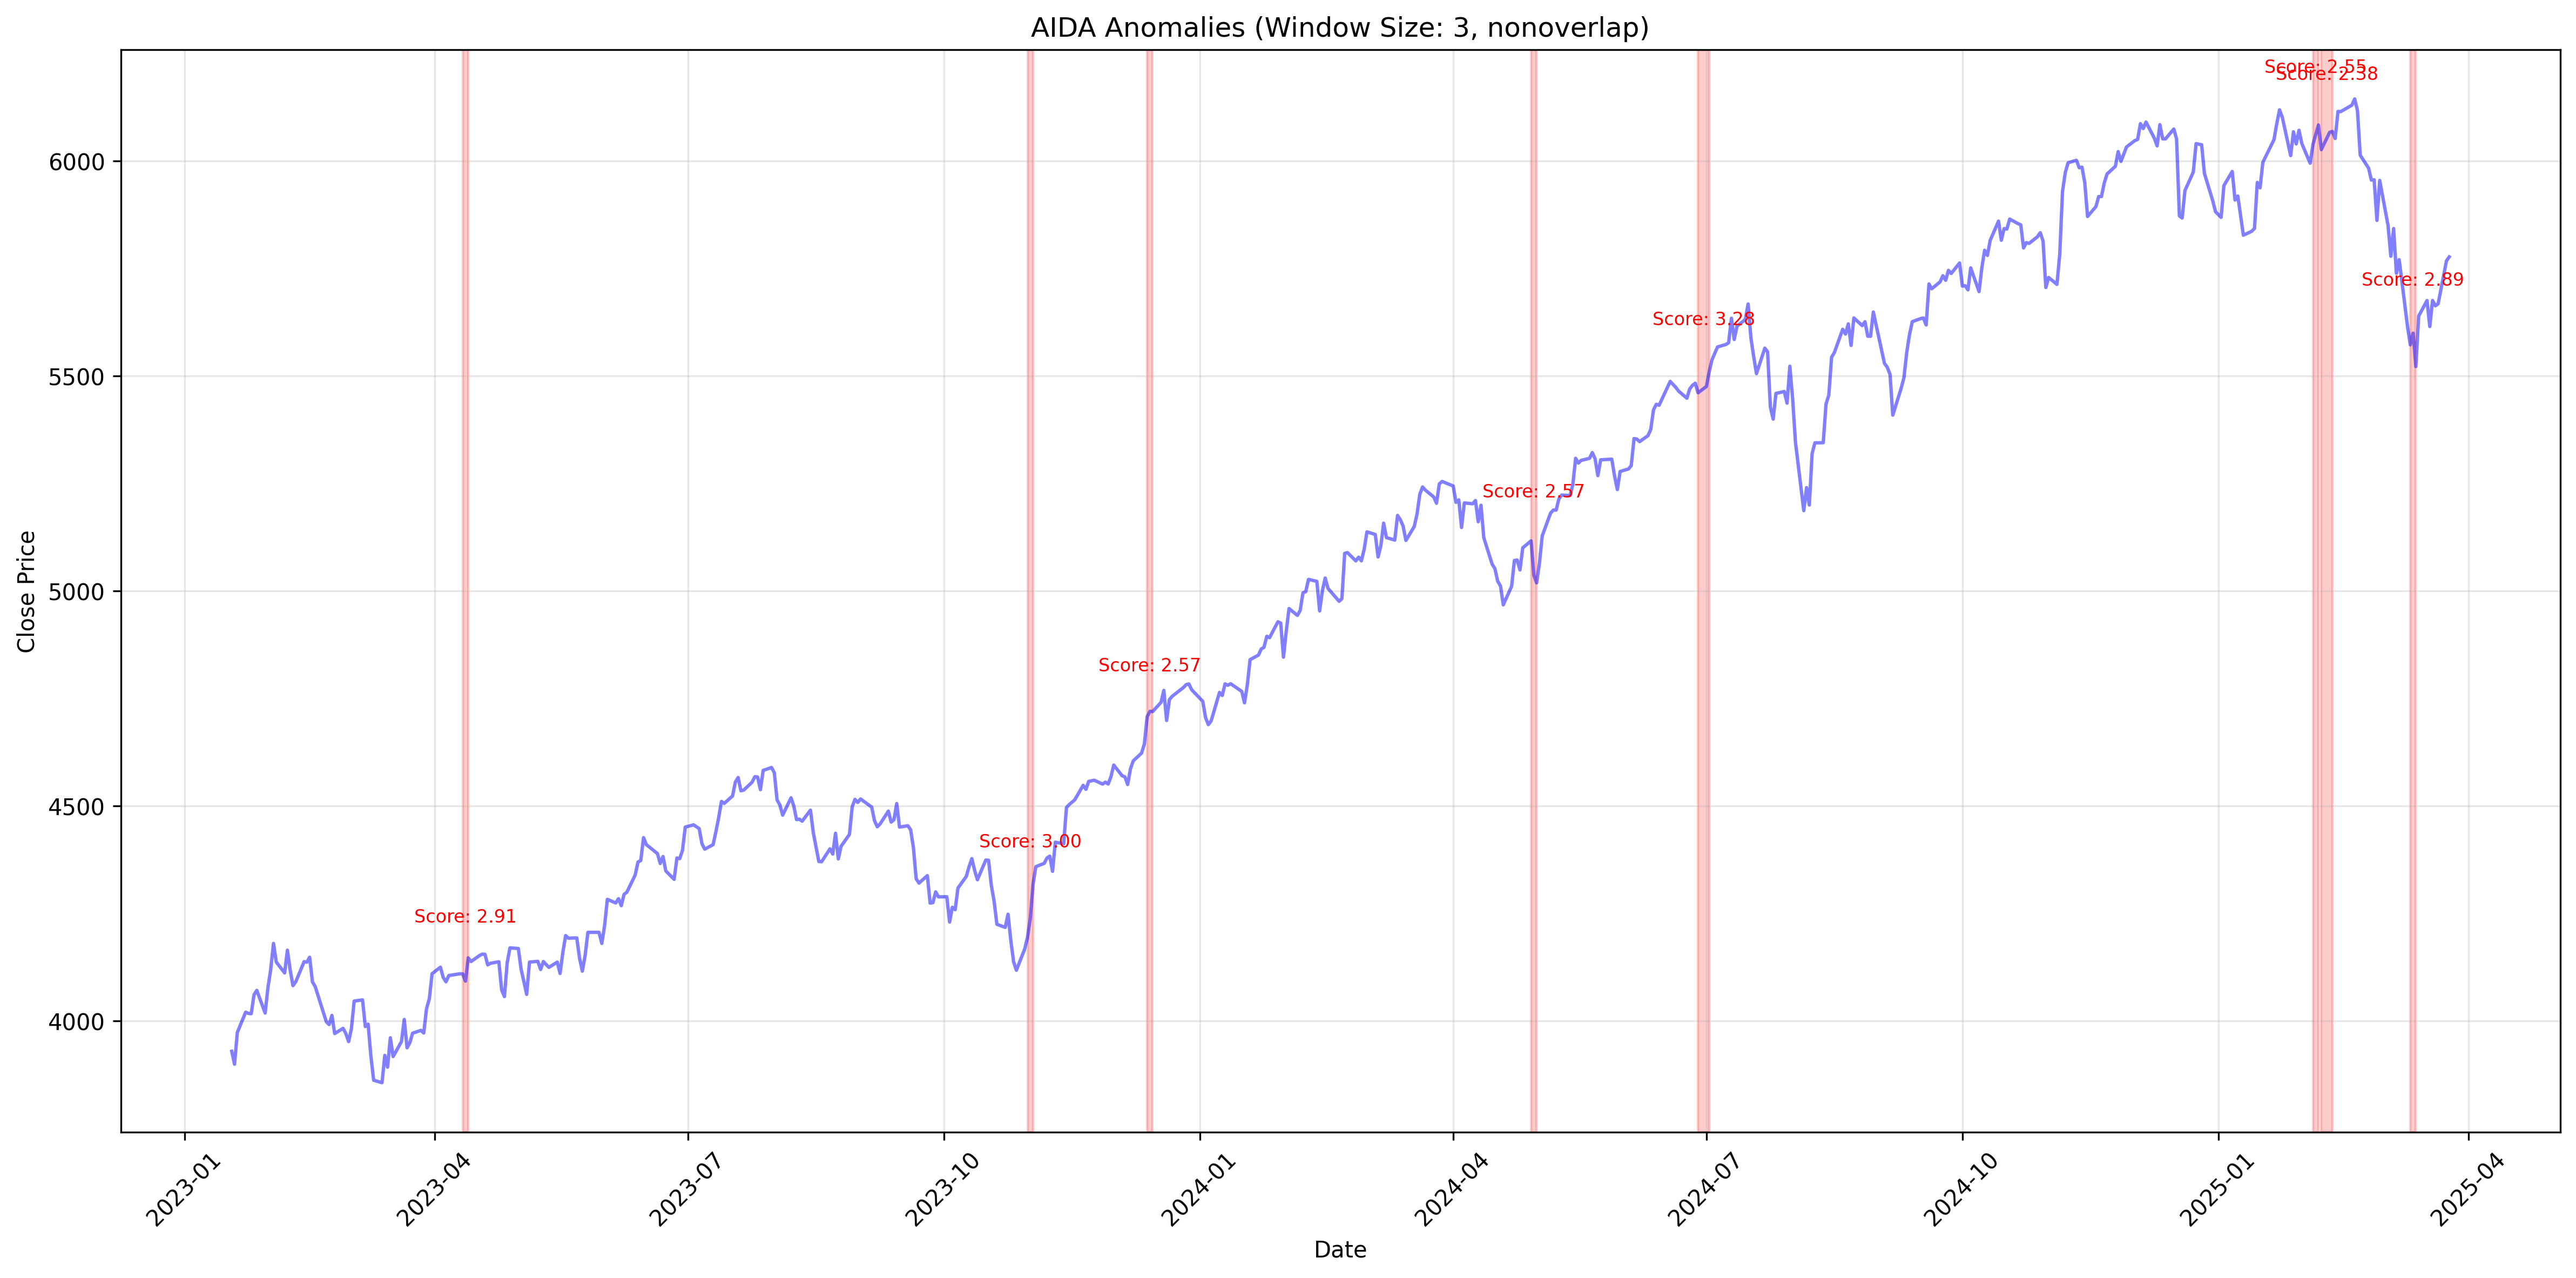 AIDA Anomalies (Window Size: 3, nonoverlap)
Score: 2.55
Score: 2.38
Score: 2.89
Score: 3.28
Score: 2.57
Score: 2.57
Score: 3.00
Score: 2.91
Close Price
6000
5500
5000
4500
4000
2023-01
2023-04
2023-07
2023-10
2024-01
2024-04
2024-07
2024-10
2025-01
2025-04
Date